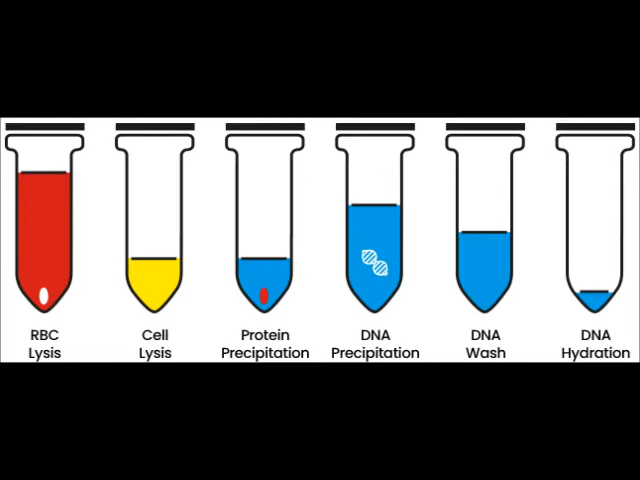 RBC
Lysis
Cell
Lysis
Protein
Precipitation
DNA
Precipitation
DNA
Wash
DNA
Hydration